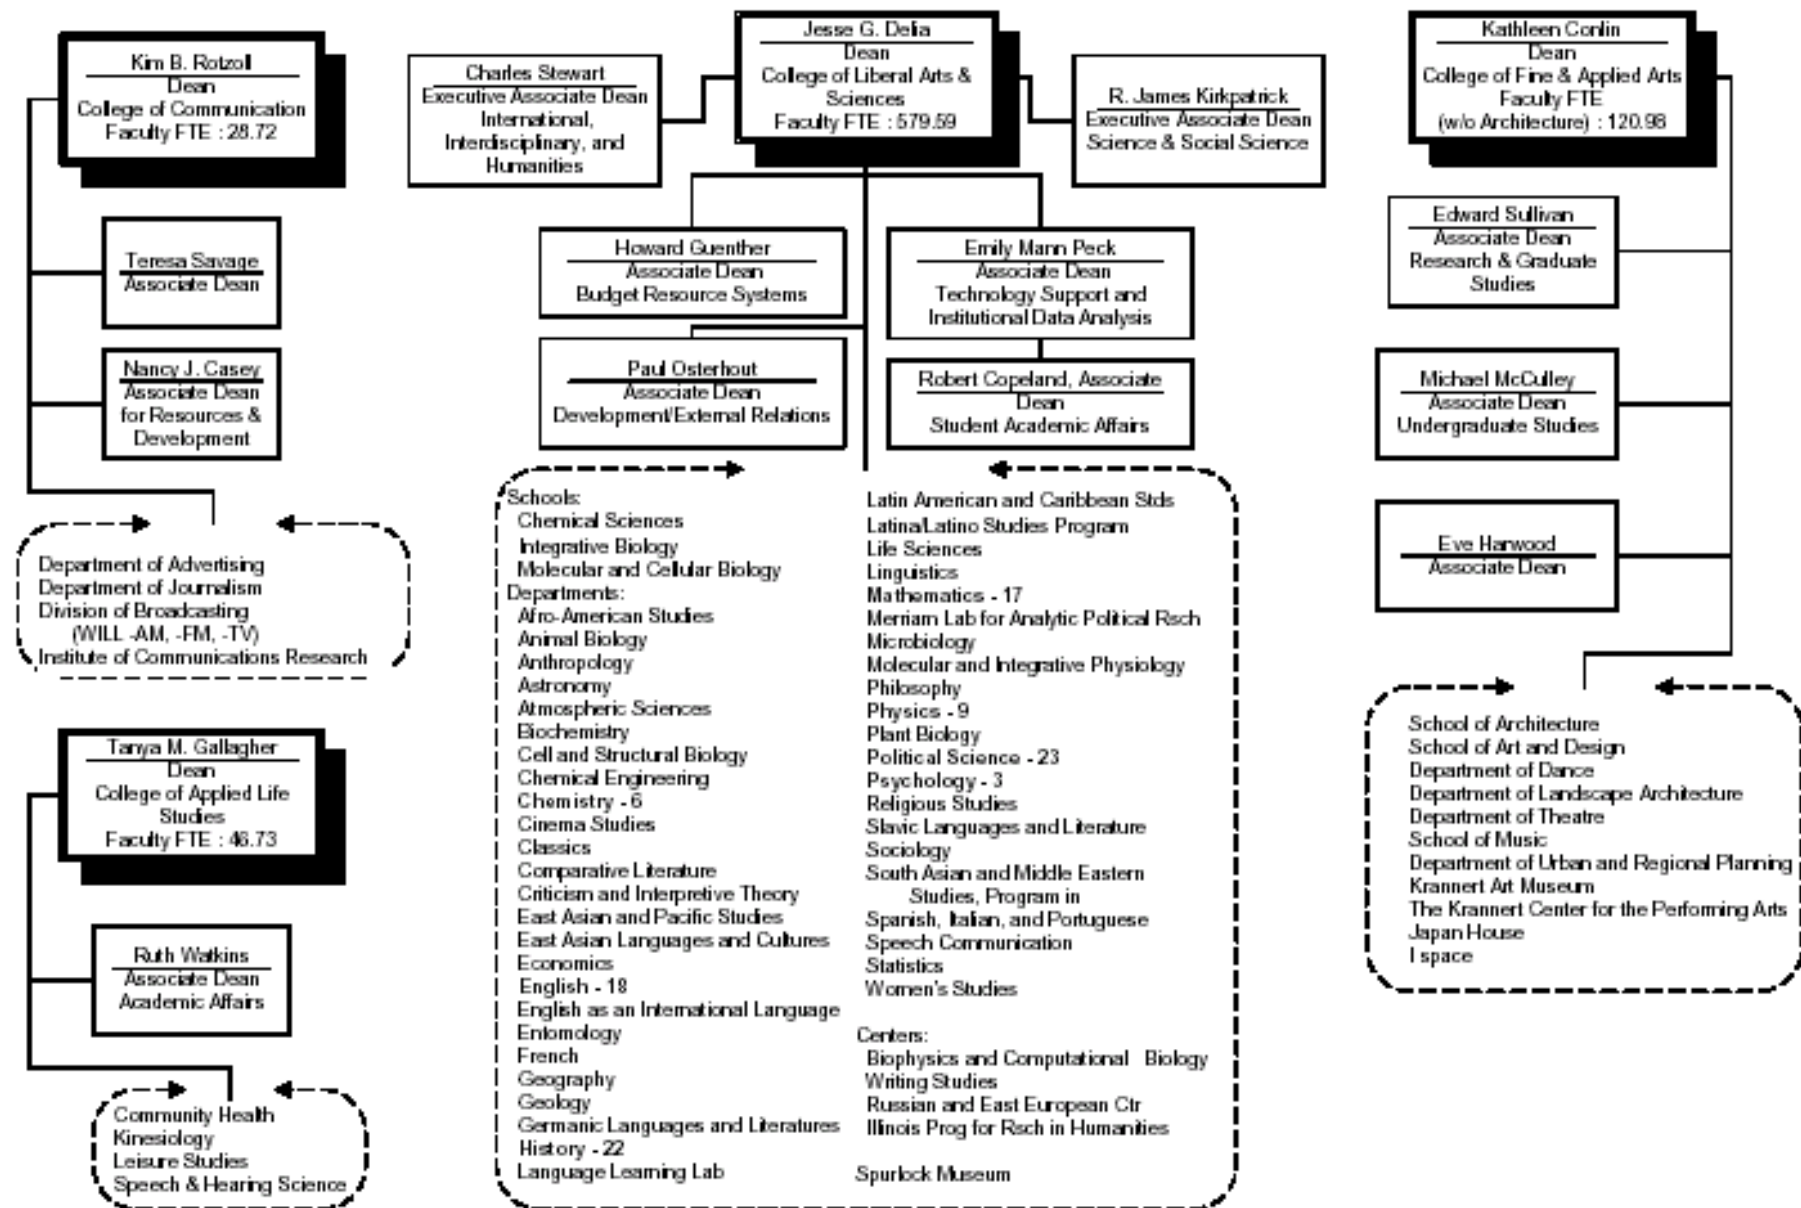 Kim B. Rotzoll
Dean
College of Communication
Faculty FTE : 28.72
Teresa Savage
Associate Dean
Nancy J. Casey
Associate Dean
for Resources &
Development
Department of Advertising
Department of Journalism
Division of Broadcasting
(WILL -AM, -FM, -TV)
Institute of Communications Research
Tanya M. Gallagher
Dean
College of Applied Life
Studies
Faculty FTE : 46.73
Ruth Watkins
Associate Dean
Academic Affairs
Community Health
Kinesiology
Leisure Studies
Speech & Hearing Science
Charles Stewart
Executive Associate Dean
International,
Interdisciplinary, and
Humanities
Jesse G. Delia
Dean
College of Liberal Arts &
Sciences
Faculty FTE : 579.59
R. James Kirkpatrick
Executive Associate Dean
Science & Social Science
Howard Guenther
Associate Dean
Budget Resource Systems
Emily Mann Peck
Associate Dean
Technology Support and
Institutional Data Analysis
Paul Osterhout
Associate Dean
Development/External Relations
Robert Copeland, Associate
Dean
Student Academic Affairs
Schools:
Chemical Sciences
Integrative Biology
Molecular and Cellular Biology
Departments:
Afro-American Studies
Animal Biology
Anthropology
Astronomy
Atmospheric Sciences
Biochemistry
Cell and Structural Biology
Chemical Engineering
Chemistry - 6
Cinema Studies
Classics
Comparative Literature
Criticism and Interpretive Theory
East Asian and Pacific Studies
East Asian Languages and Cultures
Economics
English - 18
English as an International Language
Entomology
French
Geography
Geology
Germanic Languages and Literatures
History - 22
Language Learning Lab
Latin American and Caribbean Stds
Latina/Latino Studies Program
Life Sciences
Linguistics
Mathematics - 17
Merriam Lab for Analytic Political Rsch
Microbiology
Molecular and Integrative Physiology
Philosophy
Physics - 9
Plant Biology
Political Science - 23
Psychology - 3
Religious Studies
Slavic Languages and Literature
Sociology
South Asian and Middle Eastern
Studies, Program in
Spanish, Italian, and Portuguese
Speech Communication
Statistics
Women's Studies
Centers:
Biophysics and Computational Biology
Writing Studies
Russian and East European Ctr
Illinois Prog for Rsch in Humanities
Spurlock Museum
Kathleen Conlin
Dean
College of Fine & Applied Arts
Faculty FTE
(w/o Architecture) : 120.98
Edward Sullivan
Associate Dean
Research & Graduate
Studies
Michael McCulley
Associate Dean
Undergraduate Studies
Eve Harwood
Associate Dean
School of Architecture
School of Art and Design
Department of Dance
Department of Landscape Architecture
Department of Theatre
School of Music
Department of Urban and Regional Planning
Krannert Art Museum
The Krannert Center for the Performing Arts
Japan House
I space